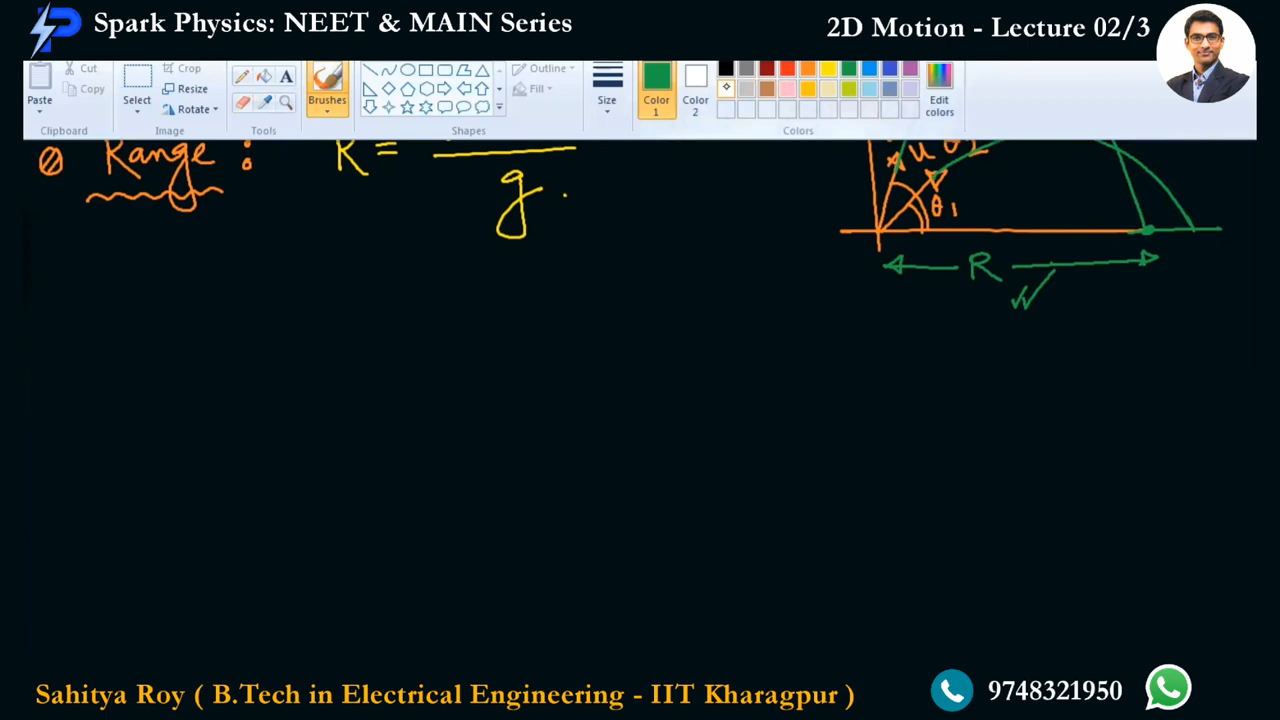 Spark Physics: NEET & MAIN Series
2D Motion - Lecture 02/3
Paste
Cut
Copy
Clipboard
Select
Crop
Resize
Rotate
Image
A
Tools
Brushes
Shapes
Outline
Fill
Size
Color 1
Color 2
Edit colors
Colors
Range :
R =
g .
u
θ1
R
Sahitya Roy ( B.Tech in Electrical Engineering - IIT Kharagpur )
9748321950